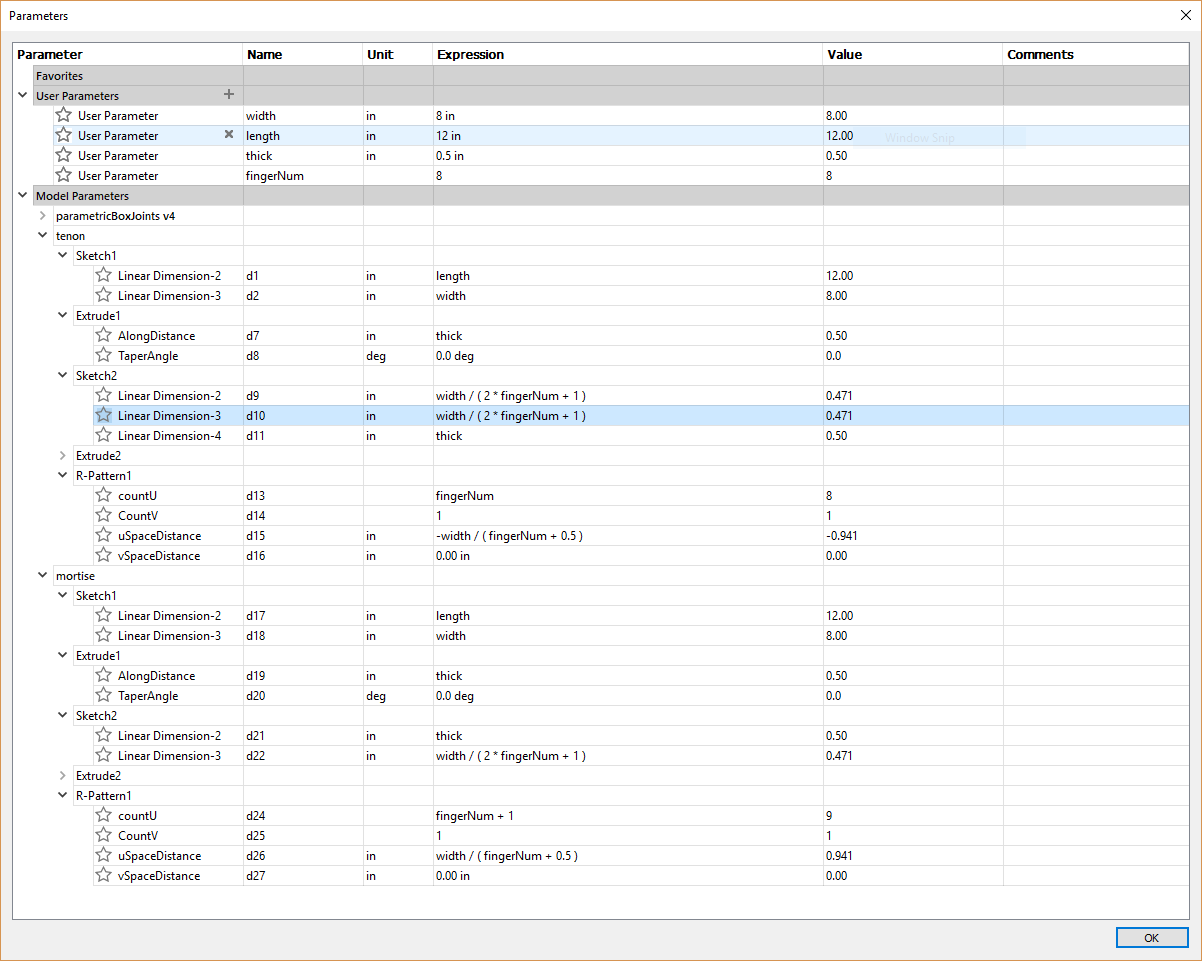 Parameters
Parameter Name Unit Expression Value Comments
Favorites
User Parameters +
User Parameter width in 8 in 8.00
User Parameter length in 12 in 12.00 Window Snip
User Parameter thick in 0.5 in 0.50
User Parameter fingerNum 8 8
Model Parameters
parametricBoxJoints v4
tenon
Sketch1
Linear Dimension-2 d1 in length 12.00
Linear Dimension-3 d2 in width 8.00
Extrude1
AlongDistance d7 in thick 0.50
TaperAngle d8 deg 0.0 deg 0.0
Sketch2
Linear Dimension-2 d9 in width / ( 2 * fingerNum + 1 ) 0.471
Linear Dimension-3 d10 in width / ( 2 * fingerNum + 1 ) 0.471
Linear Dimension-4 d11 in thick 0.50
Extrude2
R-Pattern1
countU d13 fingerNum 8
CountV d14 1 1
uSpaceDistance d15 in -width / ( fingerNum + 0.5 ) -0.941
vSpaceDistance d16 in 0.00 in 0.00
mortise
Sketch1
Linear Dimension-2 d17 in length 12.00
Linear Dimension-3 d18 in width 8.00
Extrude1
AlongDistance d19 in thick 0.50
TaperAngle d20 deg 0.0 deg 0.0
Sketch2
Linear Dimension-2 d21 in thick 0.50
Linear Dimension-3 d22 in width / ( 2 * fingerNum + 1 ) 0.471
Extrude2
R-Pattern1
countU d24 fingerNum + 1 9
CountV d25 1 1
uSpaceDistance d26 in width / ( fingerNum + 0.5 ) 0.941
vSpaceDistance d27 in 0.00 in 0.00
OK